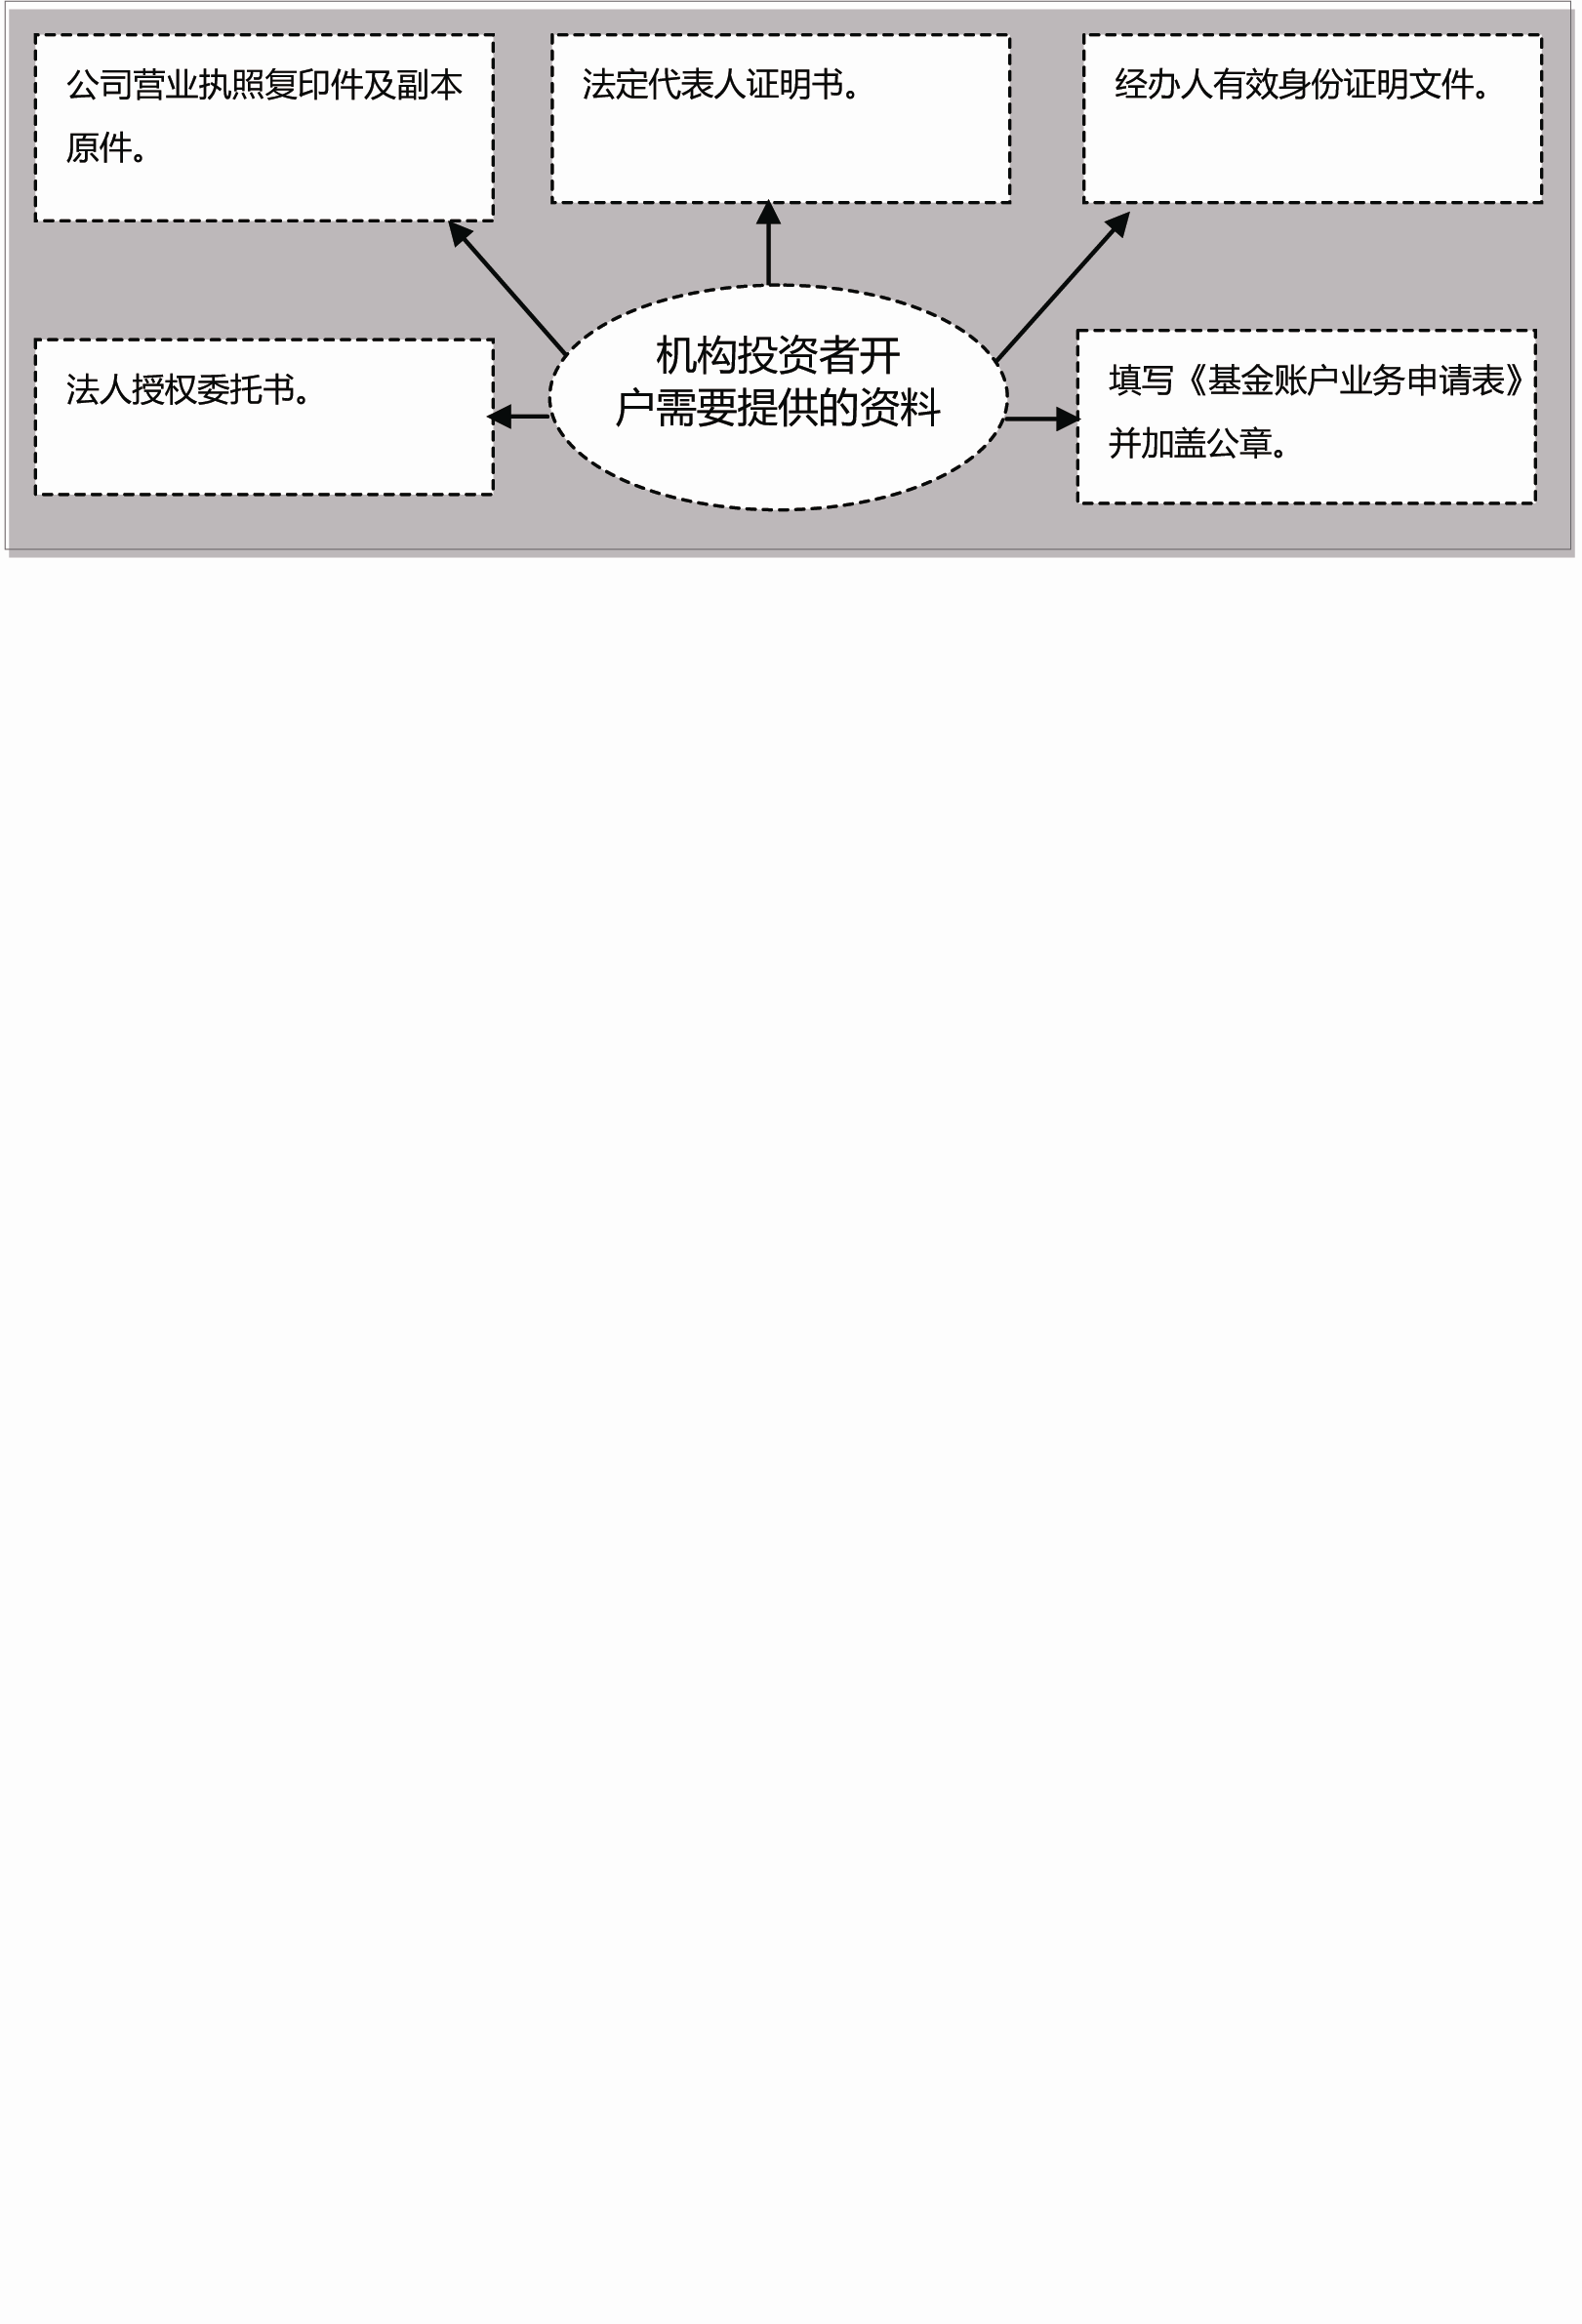 公司营业执照复印件及副本
原件。
法定代表人证明书。
经办人有效身份证明文件。
法人授权委托书。
机构投资者开
户需要提供的资料
填写《基金账户业务申请表》
并加盖公章。